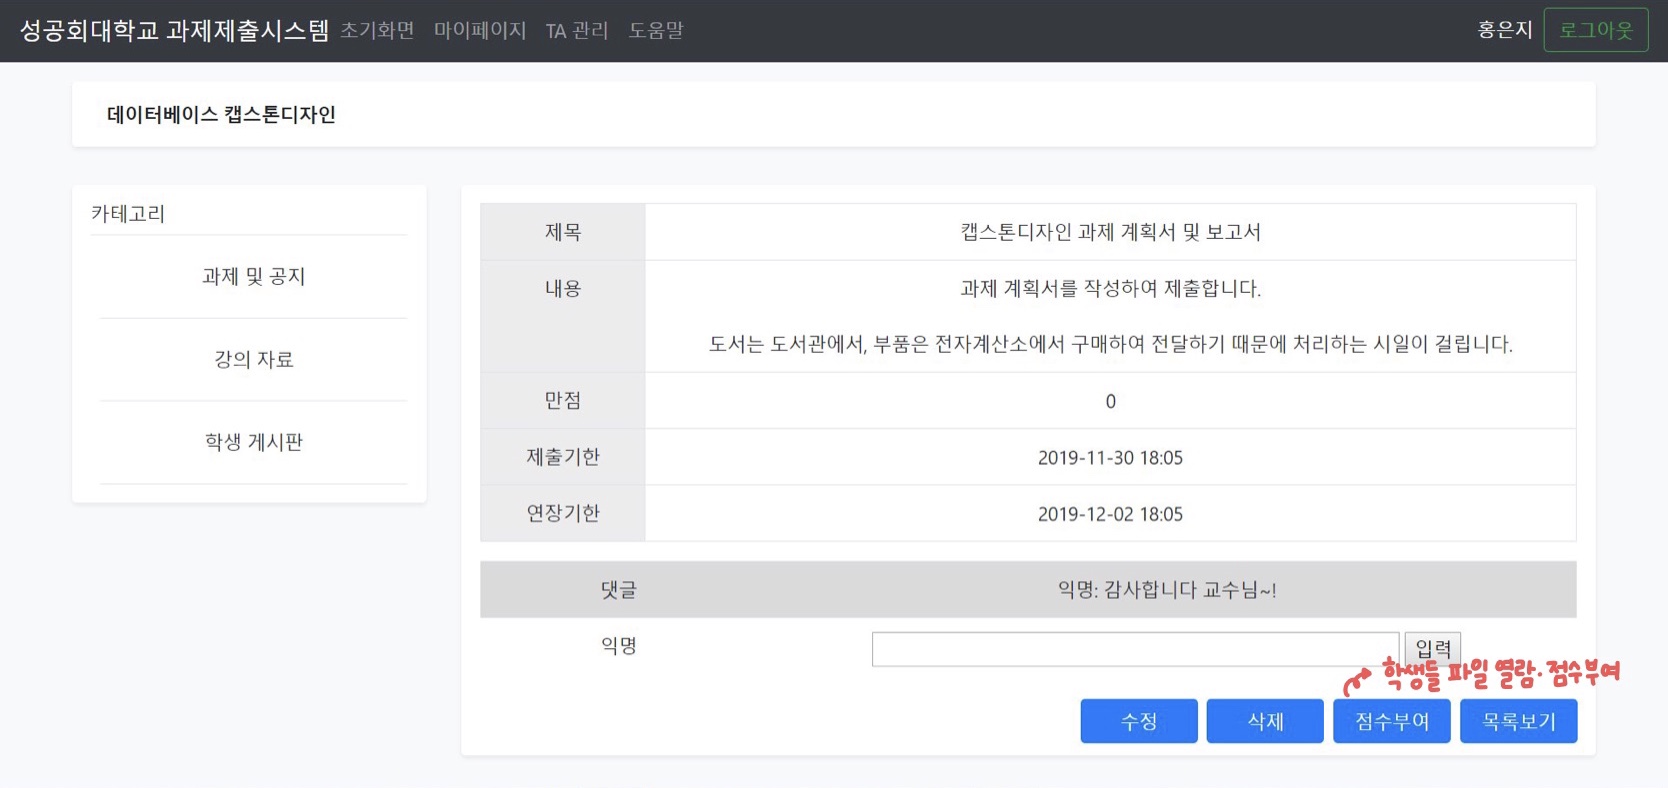 성공회대학교 과제제출시스템 초기화면 마이페이지 TA 관리 도움말 홍은지 로그아웃
데이터베이스 캡스톤디자인
카테고리
과제 및 공지
강의 자료
학생 게시판
제목 캡스톤디자인 과제 계획서 및 보고서
내용 과제 계획서를 작성하여 제출합니다.
도서는 도서관에서, 부품은 전자계산소에서 구매하여 전달하기 때문에 처리하는 시일이 걸립니다.
만점 0
제출기한 2019-11-30 18:05
연장기한 2019-12-02 18:05
댓글 익명: 감사합니다 교수님~!
익명 입력
학생들 파일 열람·점수부여
수정 삭제 점수부여 목록보기